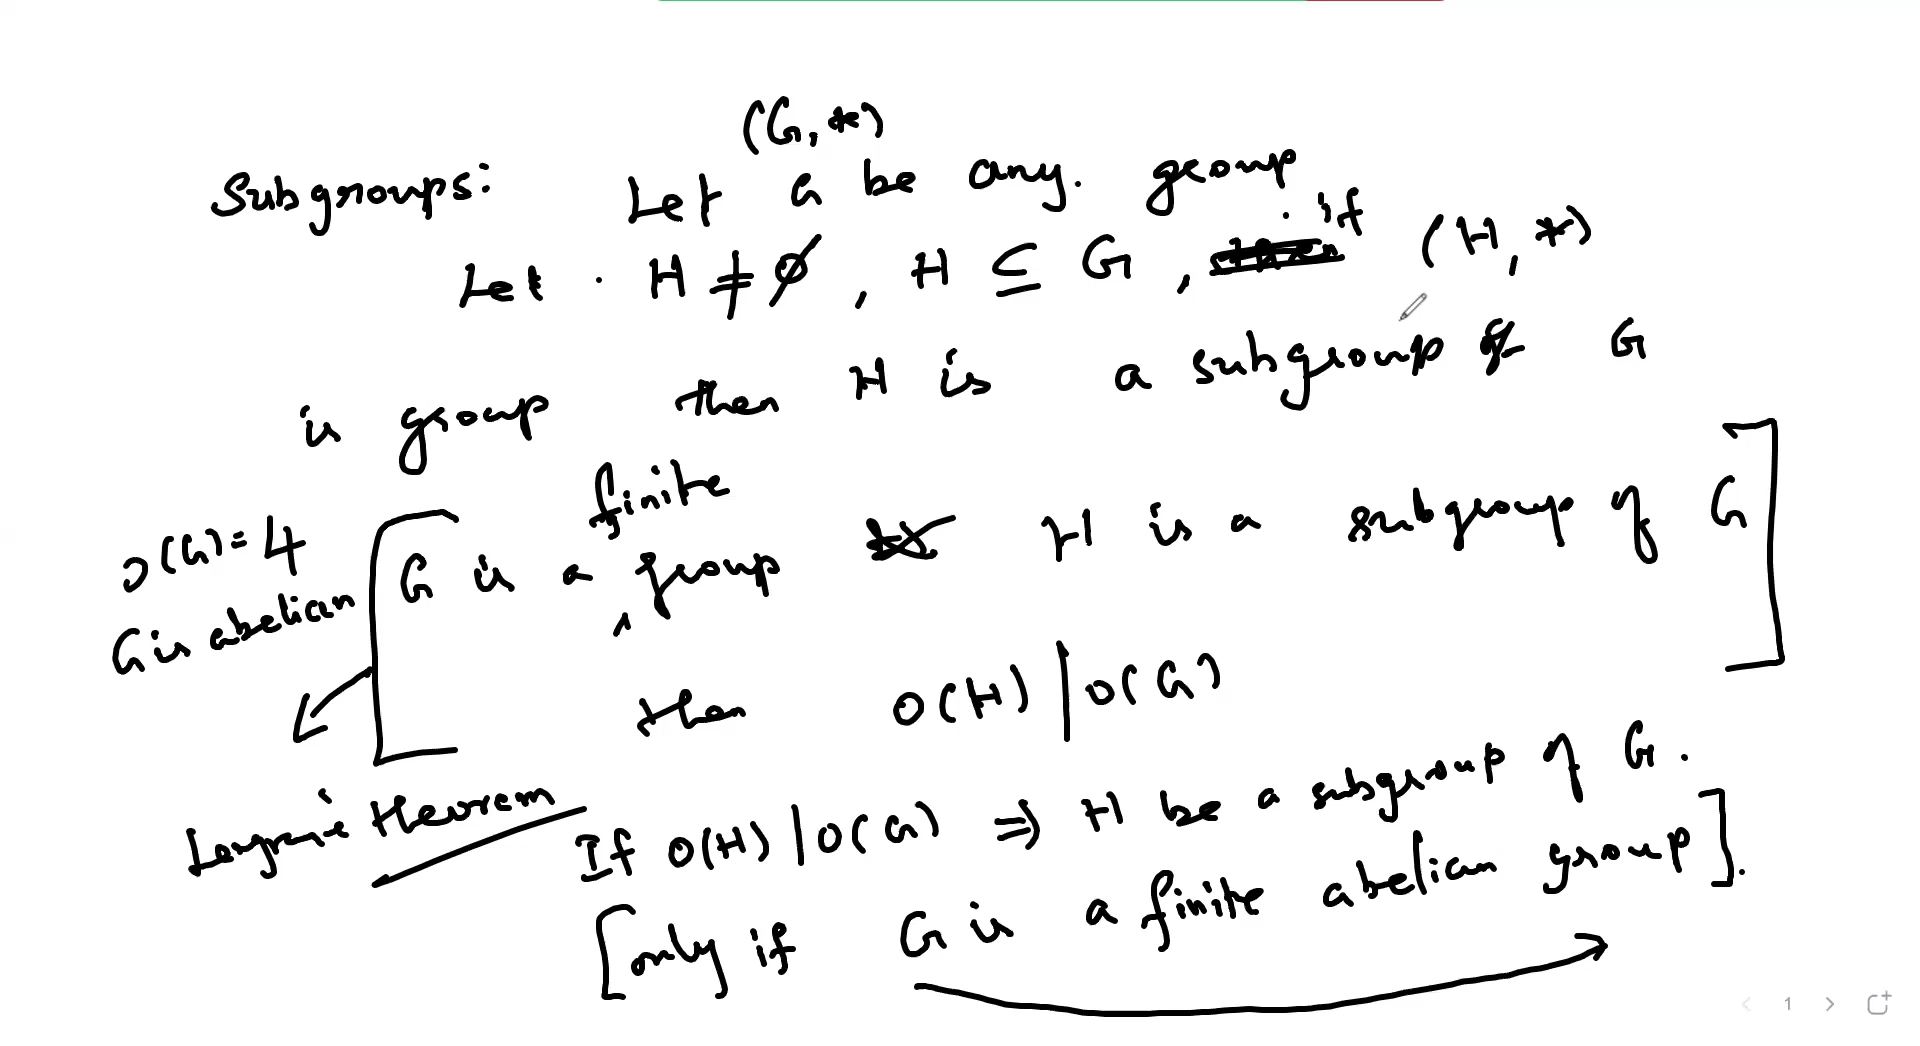 (G, *)
Subgroups: Let G be any. group
Let . H ≠ ∅, H ⊆ G, if (H, *)
is group then H is a subgroup of G
finite
O(G) = 4
G is a group, H is a subgroup of G
G is abelian
then O(H) | O(G)
theorem
If O(H) | O(G) ⇒ H be a subgroup of G.
[only if G is a finite abelian group].
1